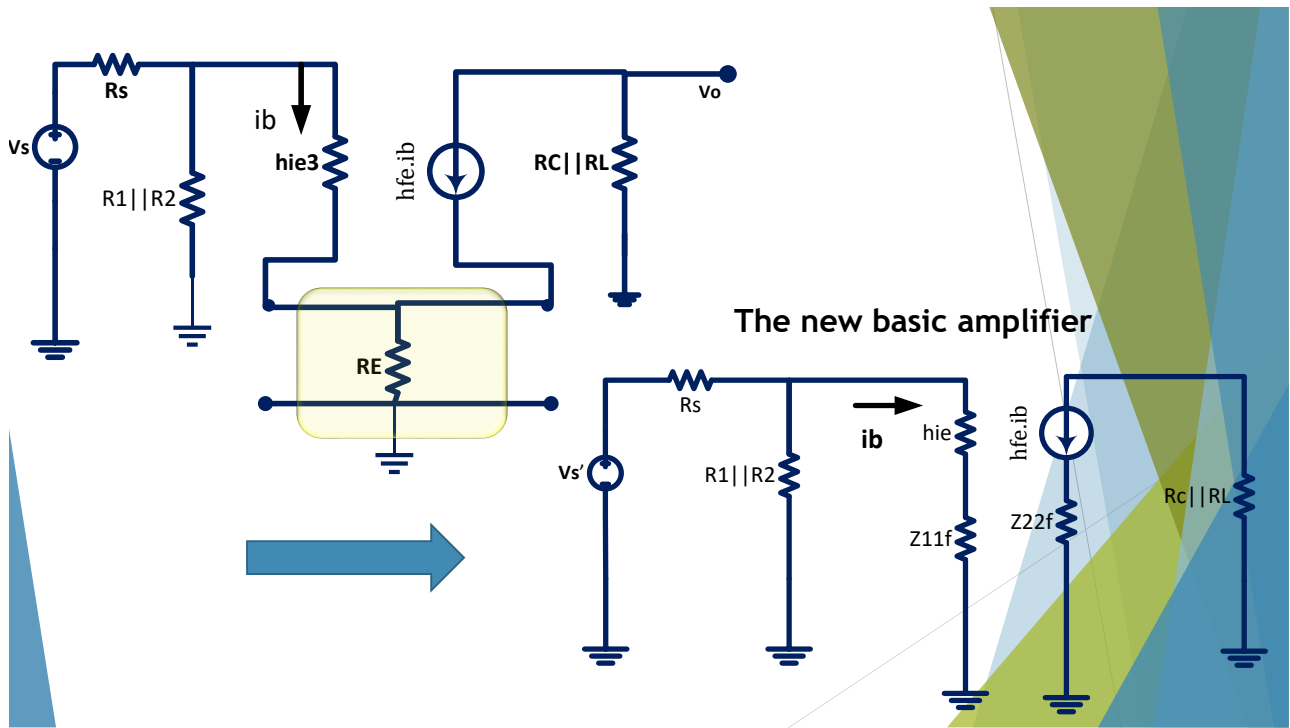 Rs
Vs
ib
hie3
R1||R2
hfe.ib
RC||RL
Vo
RE
The new basic amplifier
Rs
Vs’
R1||R2
ib
hie
Z11f
hfe.ib
Z22f
Rc||RL